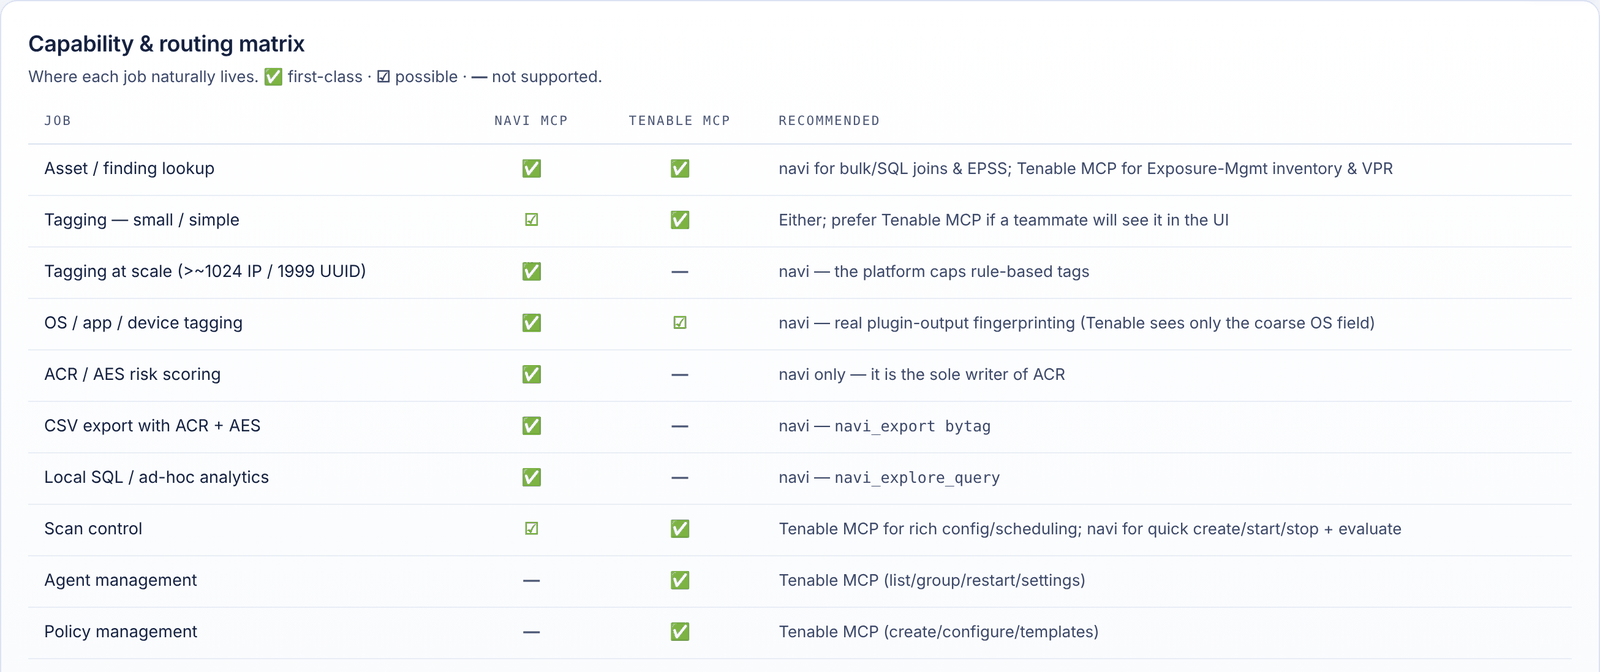 Capability & routing matrix
Where each job naturally lives. ✅ first-class · ☑ possible · — not supported.
JOB NAVI MCP TENABLE MCP RECOMMENDED
Asset / finding lookup ✅ ✅ navi for bulk/SQL joins & EPSS; Tenable MCP for Exposure-Mgmt inventory & VPR
Tagging — small / simple ☑ ✅ Either; prefer Tenable MCP if a teammate will see it in the UI
Tagging at scale (>~1024 IP / 1999 UUID) ✅ — navi — the platform caps rule-based tags
OS / app / device tagging ✅ ☑ navi — real plugin-output fingerprinting (Tenable sees only the coarse OS field)
ACR / AES risk scoring ✅ — navi only — it is the sole writer of ACR
CSV export with ACR + AES ✅ — navi — navi_export bytag
Local SQL / ad-hoc analytics ✅ — navi — navi_explore_query
Scan control ☑ ✅ Tenable MCP for rich config/scheduling; navi for quick create/start/stop + evaluate
Agent management — ✅ Tenable MCP (list/group/restart/settings)
Policy management — ✅ Tenable MCP (create/configure/templates)